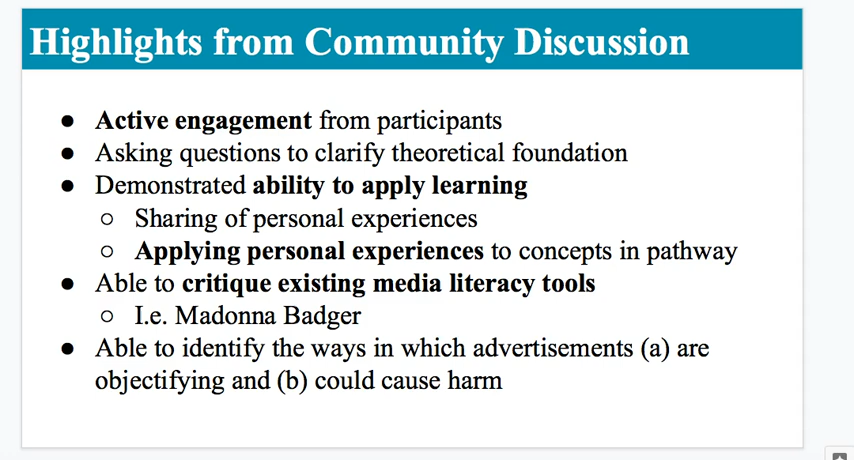 Highlights from Community Discussion
● Active engagement from participants
● Asking questions to clarify theoretical foundation
● Demonstrated ability to apply learning
○ Sharing of personal experiences
○ Applying personal experiences to concepts in pathway
● Able to critique existing media literacy tools
○ I.e. Madonna Badger
● Able to identify the ways in which advertisements (a) are
objectifying and (b) could cause harm